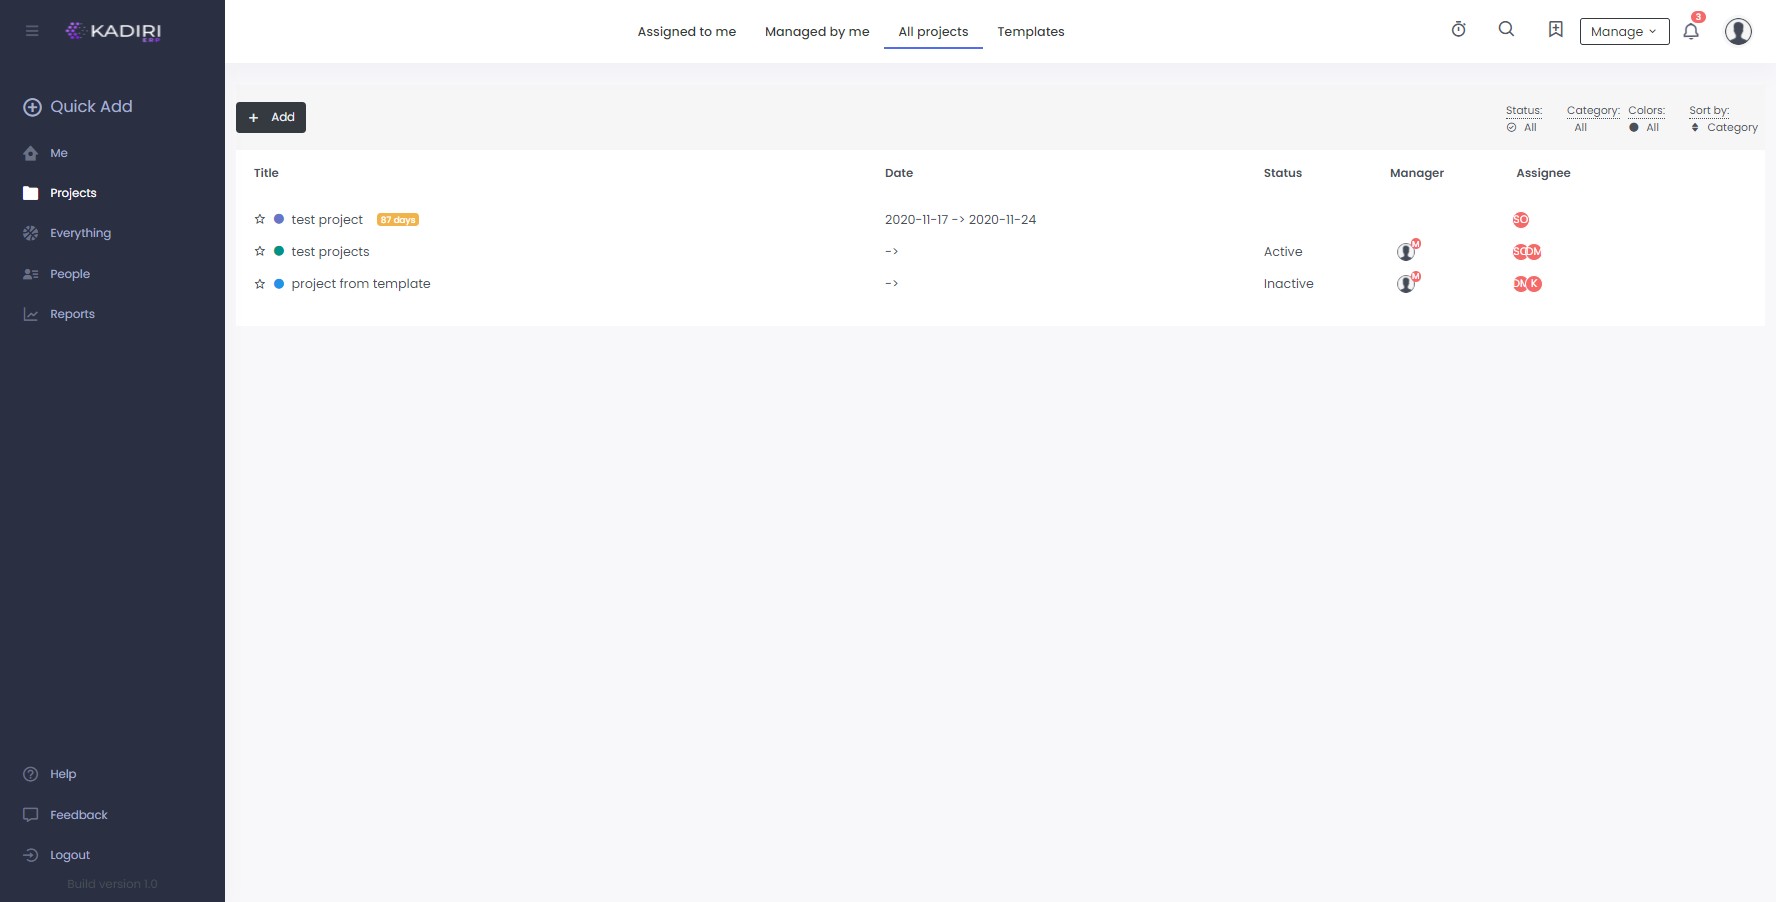 KADIRI
ERP
Assigned to me Managed by me All projects Templates
Manage
3
Quick Add
Me
Projects
Everything
People
Reports
+ Add
Status: Category: Colors: Sort by:
All All All Category
Title Date Status Manager Assignee
test project 87 days 2020-11-17 -> 2020-11-24 SO
test projects -> Active M SO DM
project from template -> Inactive M DM K
Help
Feedback
Logout
Build version 1.0